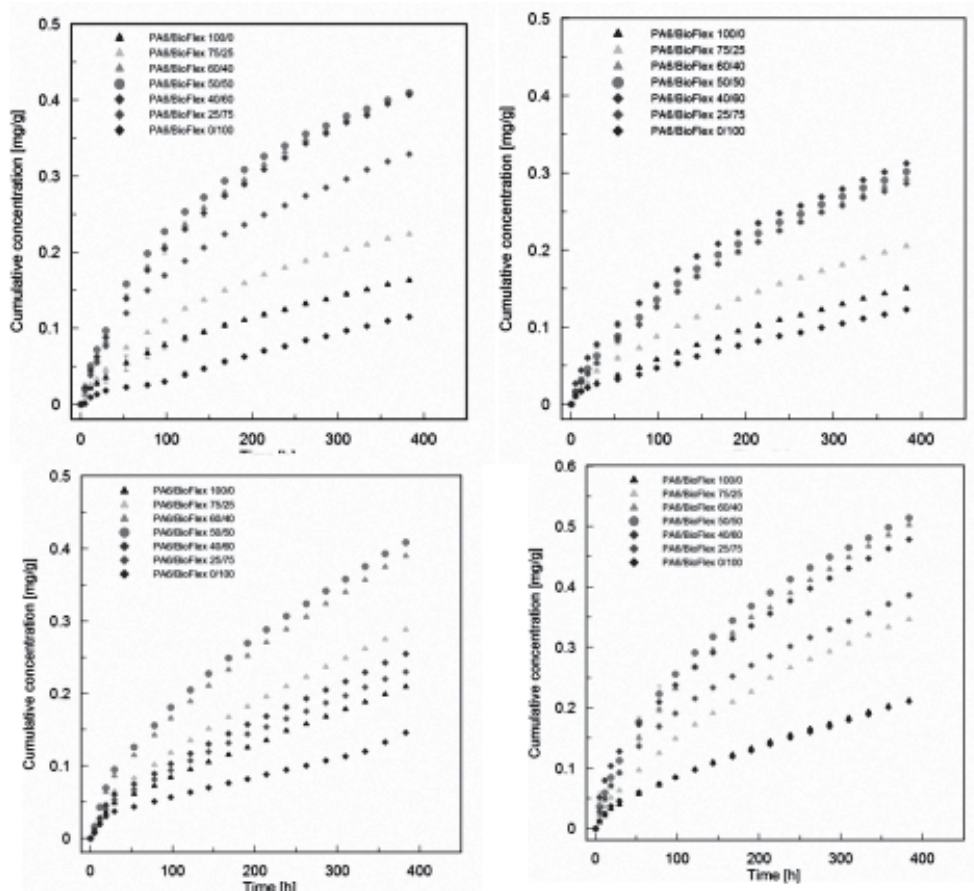 0.5
0.4
0.3
0.2
0.1
0
Cumulative concentration [mg/g]
PA6/BioFlex 100/0
PA6/BioFlex 75/25
PA6/BioFlex 60/40
PA6/BioFlex 50/50
PA6/BioFlex 40/60
PA6/BioFlex 25/75
PA6/BioFlex 0/100
0 100 200 300 400
0.5
0.4
0.3
0.2
0.1
0
Cumulative concentration [mg/g]
PA6/BioFlex 100/0
PA6/BioFlex 75/25
PA6/BioFlex 60/40
PA6/BioFlex 50/50
PA6/BioFlex 40/60
PA6/BioFlex 25/75
PA6/BioFlex 0/100
0 100 200 300 400
0.5
0.4
0.3
0.2
0.1
0
Cumulative concentration [mg/g]
PA6/BioFlex 100/0
PA6/BioFlex 75/25
PA6/BioFlex 60/40
PA6/BioFlex 50/50
PA6/BioFlex 40/60
PA6/BioFlex 25/75
PA6/BioFlex 0/100
0 100 200 300 400
Time [h]
0.6
0.5
0.4
0.3
0.2
0.1
0
Cumulative concentration [mg/g]
PA6/BioFlex 100/0
PA6/BioFlex 75/25
PA6/BioFlex 60/40
PA6/BioFlex 50/50
PA6/BioFlex 40/60
PA6/BioFlex 25/75
PA6/BioFlex 0/100
0 100 200 300 400
Time [h]